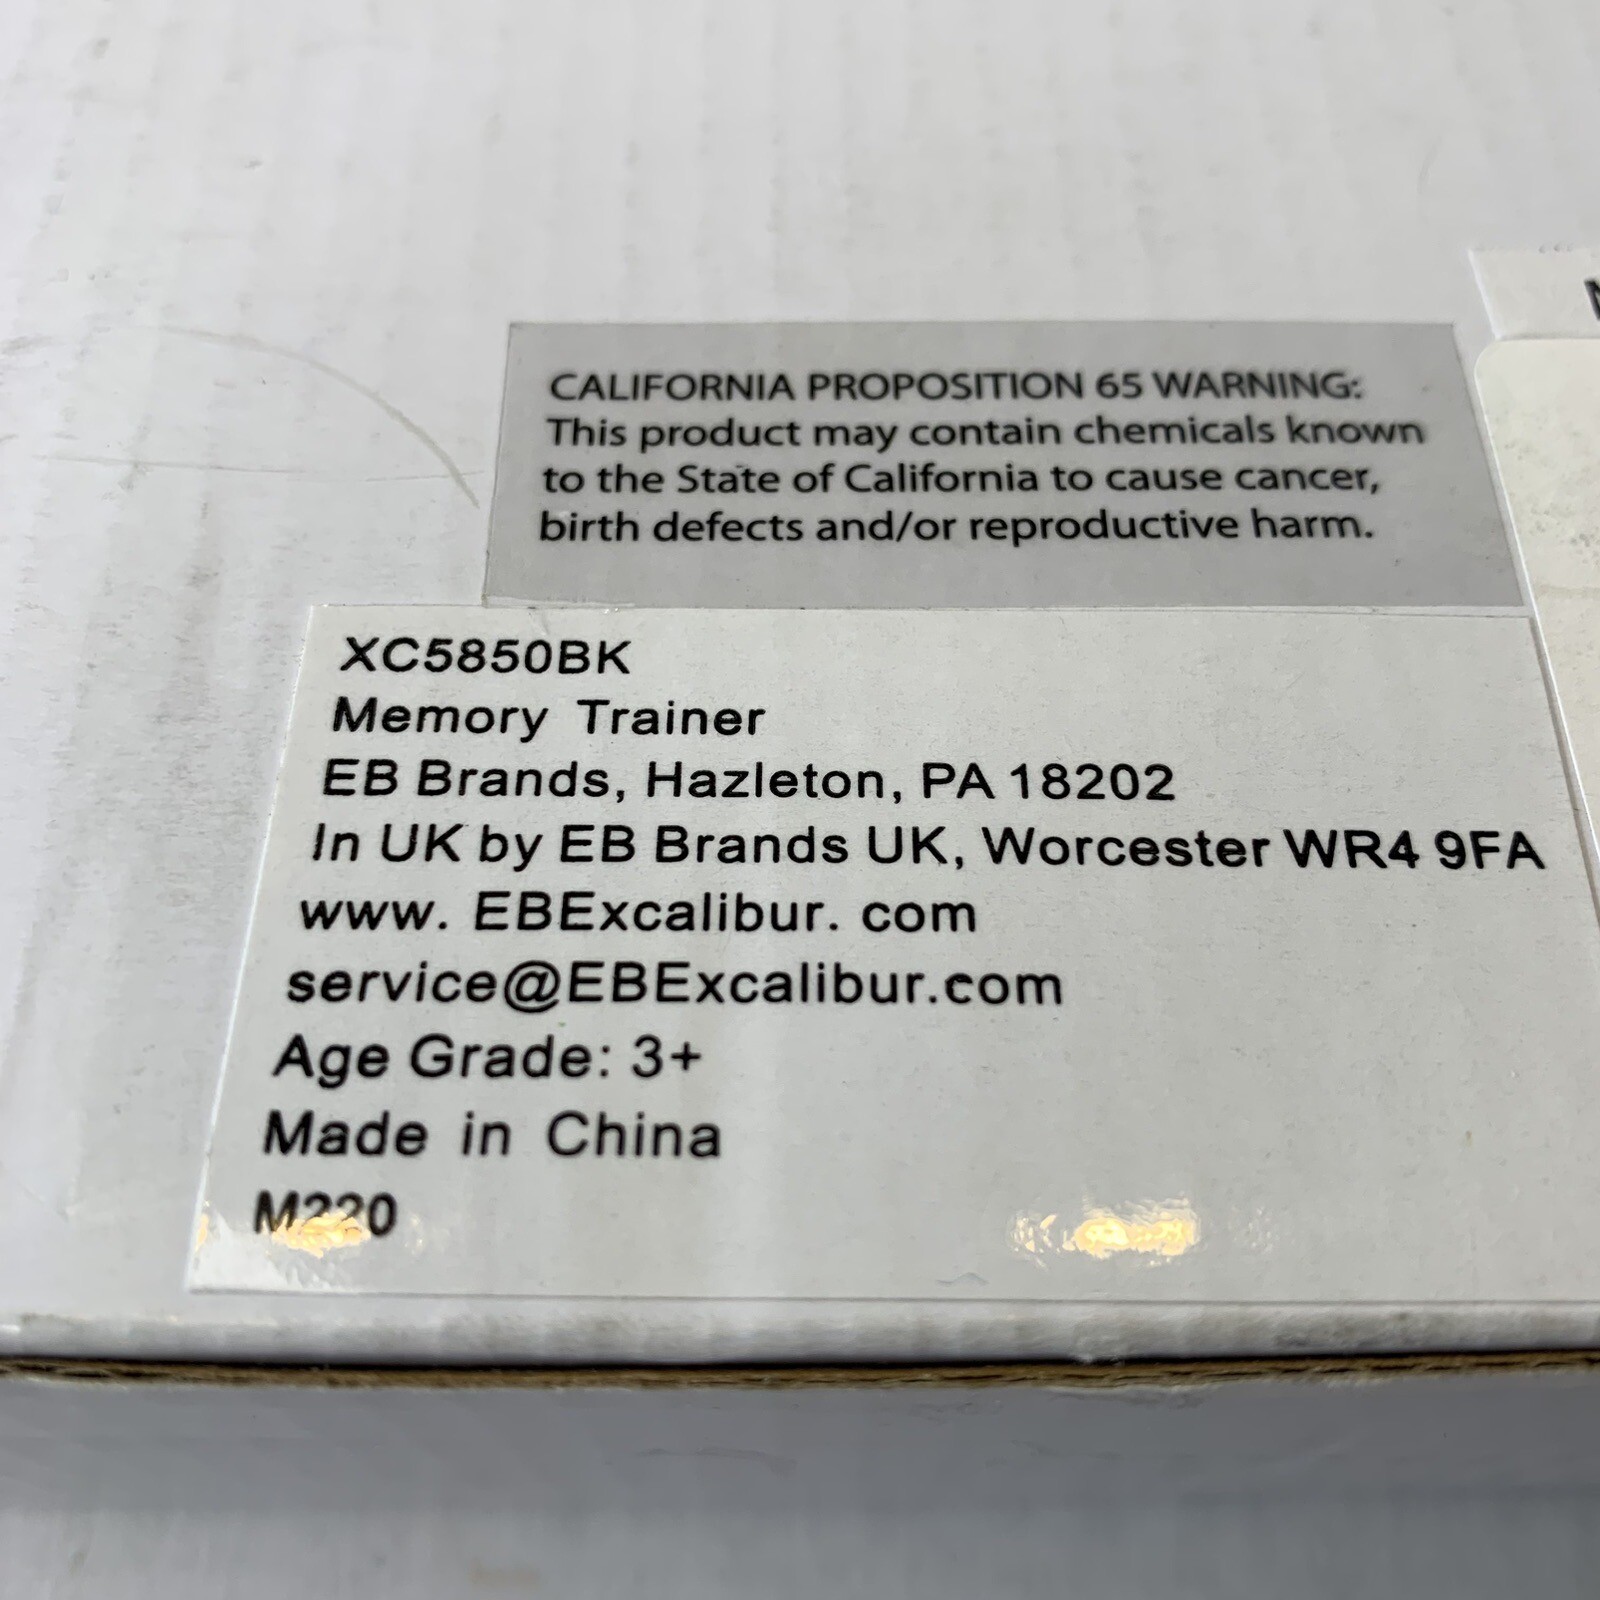 CALIFORNIA PROPOSITION 65 WARNING:
This product may contain chemicals known
to the State of California to cause cancer,
birth defects and/or reproductive harm.
XC5850BK
Memory Trainer
EB Brands, Hazleton, PA 18202
In UK by EB Brands UK, Worcester WR4 9FA
www. EBExcalibur. com
service@EBExcalibur.com
Age Grade: 3+
Made in China
M220